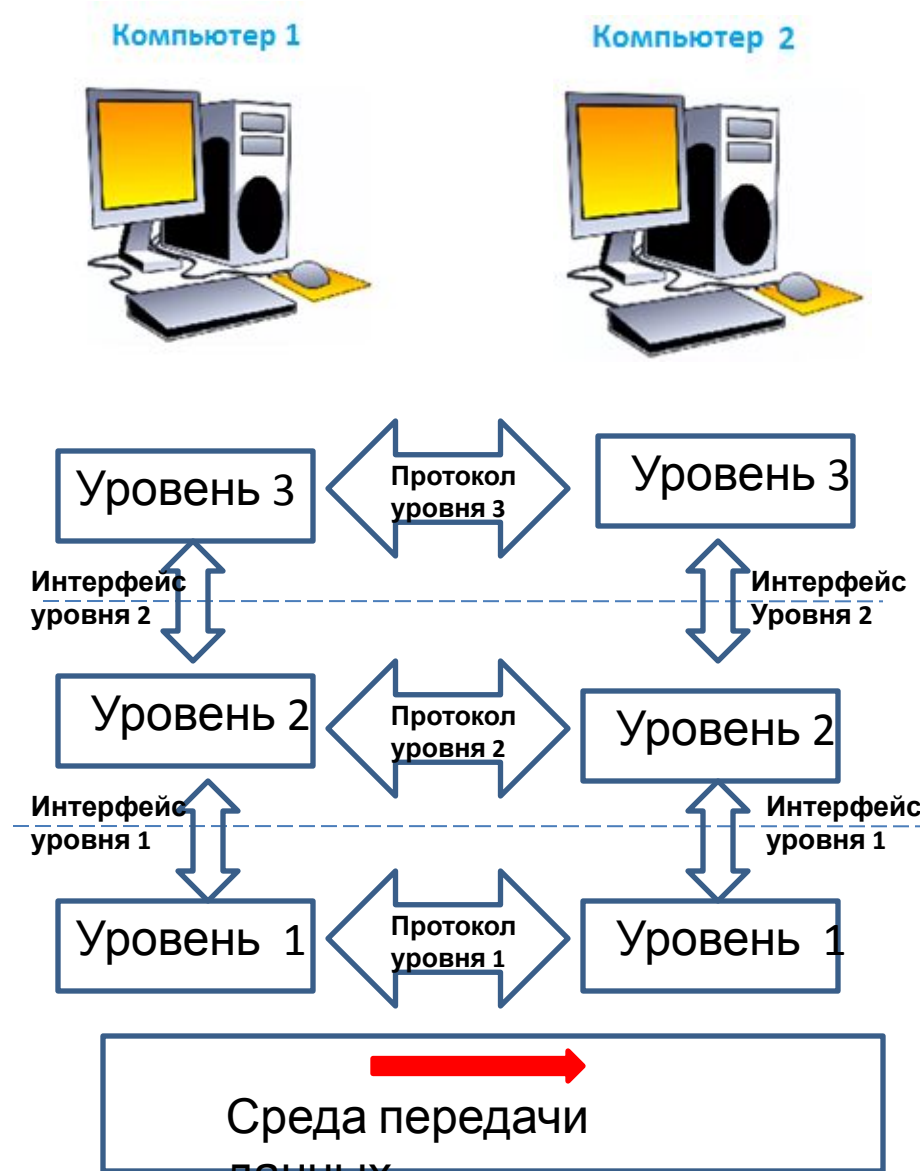 Компьютер 1
Компьютер 2
Уровень 3
Протокол
уровня 3
Уровень 3
Интерфейс
уровня 2
Интерфейс
Уровня 2
Уровень 2
Протокол
уровня 2
Уровень 2
Интерфейс
уровня 1
Интерфейс
уровня 1
Уровень 1
Протокол
уровня 1
Уровень 1
Среда передачи
данных